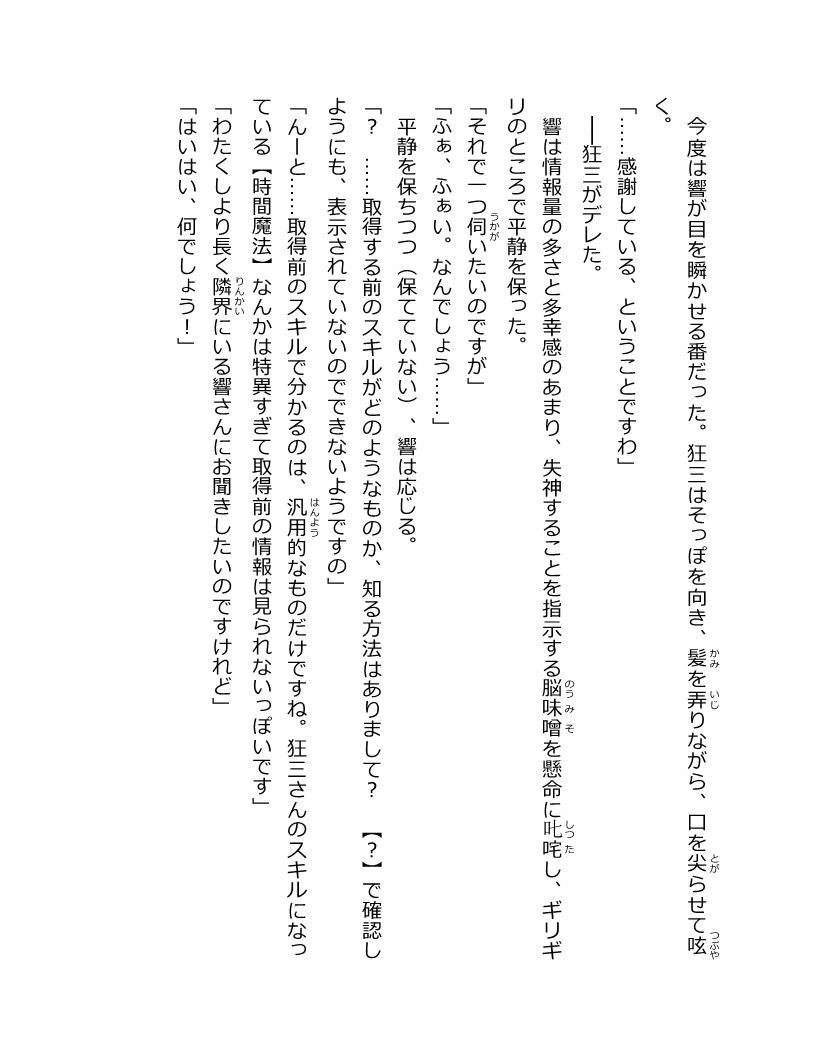 今度は響が目を瞬かせる番だった。狂三はそっぽを向き、髪を弄りながら、口を尖らせて呟
く。
「……感謝している、ということですわ」
――狂三がデレた。
響は情報量の多さと多幸感のあまり、失神することを指示する脳味噌を懸命に叱咤し、ギリギ
リのところで平静を保った。
「それで一つ伺いたいのですが」
「ふぁ、ふぁい。なんでしょう……」
平静を保ちつつ（保てていない）、響は応じる。
「？　……取得する前のスキルがどのようなものか、知る方法はありまして？　【？】で確認し
ようにも、表示されていないのでできないようですの」
「んーと……取得前のスキルで分かるのは、汎用的なものだけですね。狂三さんのスキルになっ
ている【時間魔法】なんかは特異すぎて取得前の情報は見られないっぽいです」
「わたくしより長く隣界にいる響さんにお聞きしたいのですけれど」
「はいはい、何でしょう！」